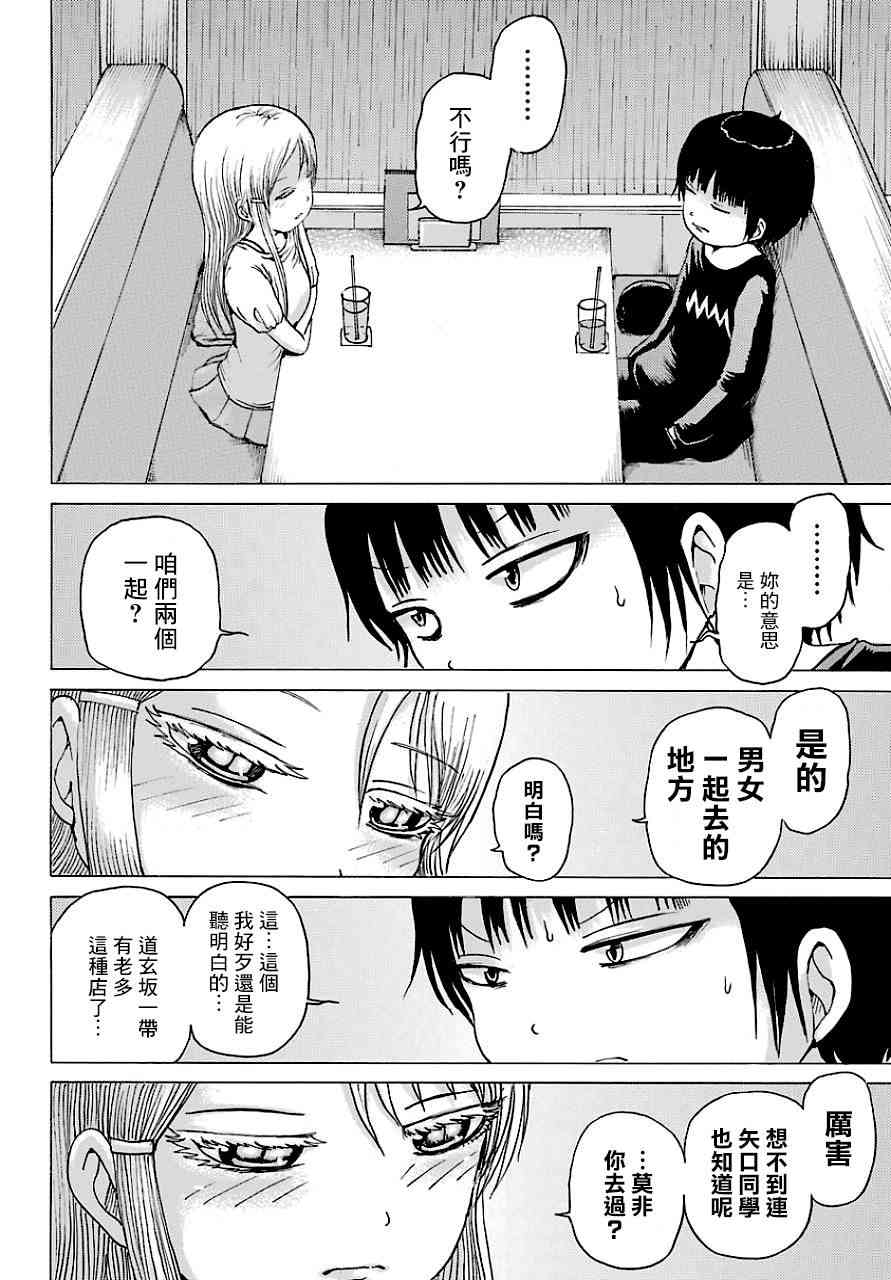 ………
不行嗎？
………
妳的意思
是…
咱們兩個
一起？
是的
男女
一起去的
地方
明白嗎？
這…這個
我好歹還是能
聽明白的…
道玄坂一帶
有老多
這種店了…
厲害
想不到連
矢口同學
也知道呢
…莫非
你去過？